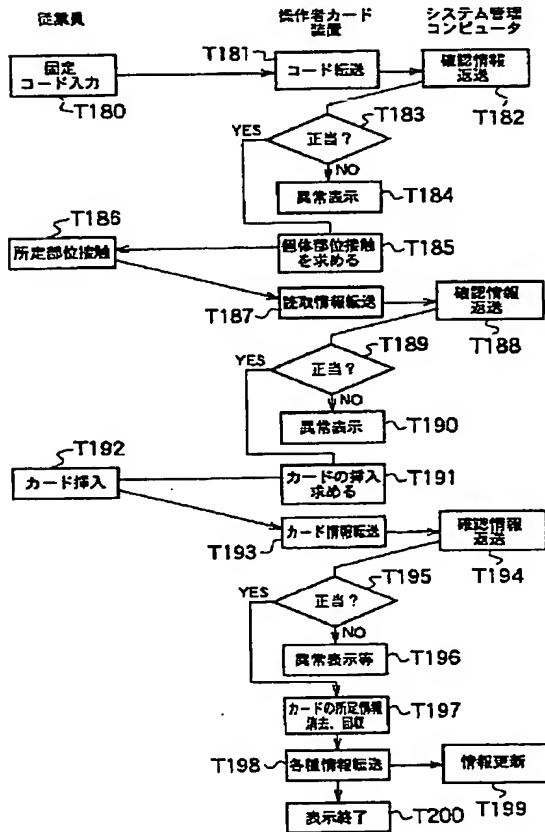 従業員
操作者カード
装置
システム管理
コンピュータ
固定
コード入力
T180
T181
コード転送
確認情報
返送
T182
T183
YES
正当?
NO
異常表示
T184
T186
所定部位接触
個体部位接触
を求める
T185
読取情報転送
T187
確認情報
返送
T188
T189
YES
正当?
NO
異常表示
T190
T192
カード挿入
カードの挿入
求める
T191
カード情報転送
T193
確認情報
返送
T194
T195
YES
正当?
NO
異常表示等
T196
カードの所定情報
消去、回収
T197
T198
各種情報転送
情報更新
T199
表示終了
T200